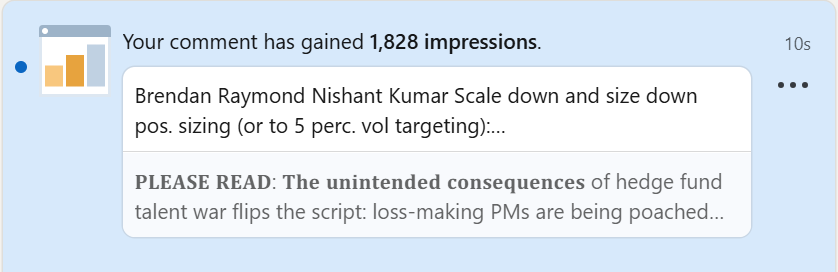 Your comment has gained 1,828 impressions.
10s
Brendan Raymond Nishant Kumar Scale down and size down
pos. sizing (or to 5 perc. vol targeting):...
𝐏𝐋𝐄𝐀𝐒𝐄 𝐑𝐄𝐀𝐃: 𝐓𝐡𝐞 𝐮𝐧𝐢𝐧𝐭𝐞𝐧𝐝𝐞𝐝 𝐜𝐨𝐧𝐬𝐞𝐪𝐮𝐞𝐧𝐜𝐞𝐬 of hedge fund
talent war flips the script: loss-making PMs are being poached...